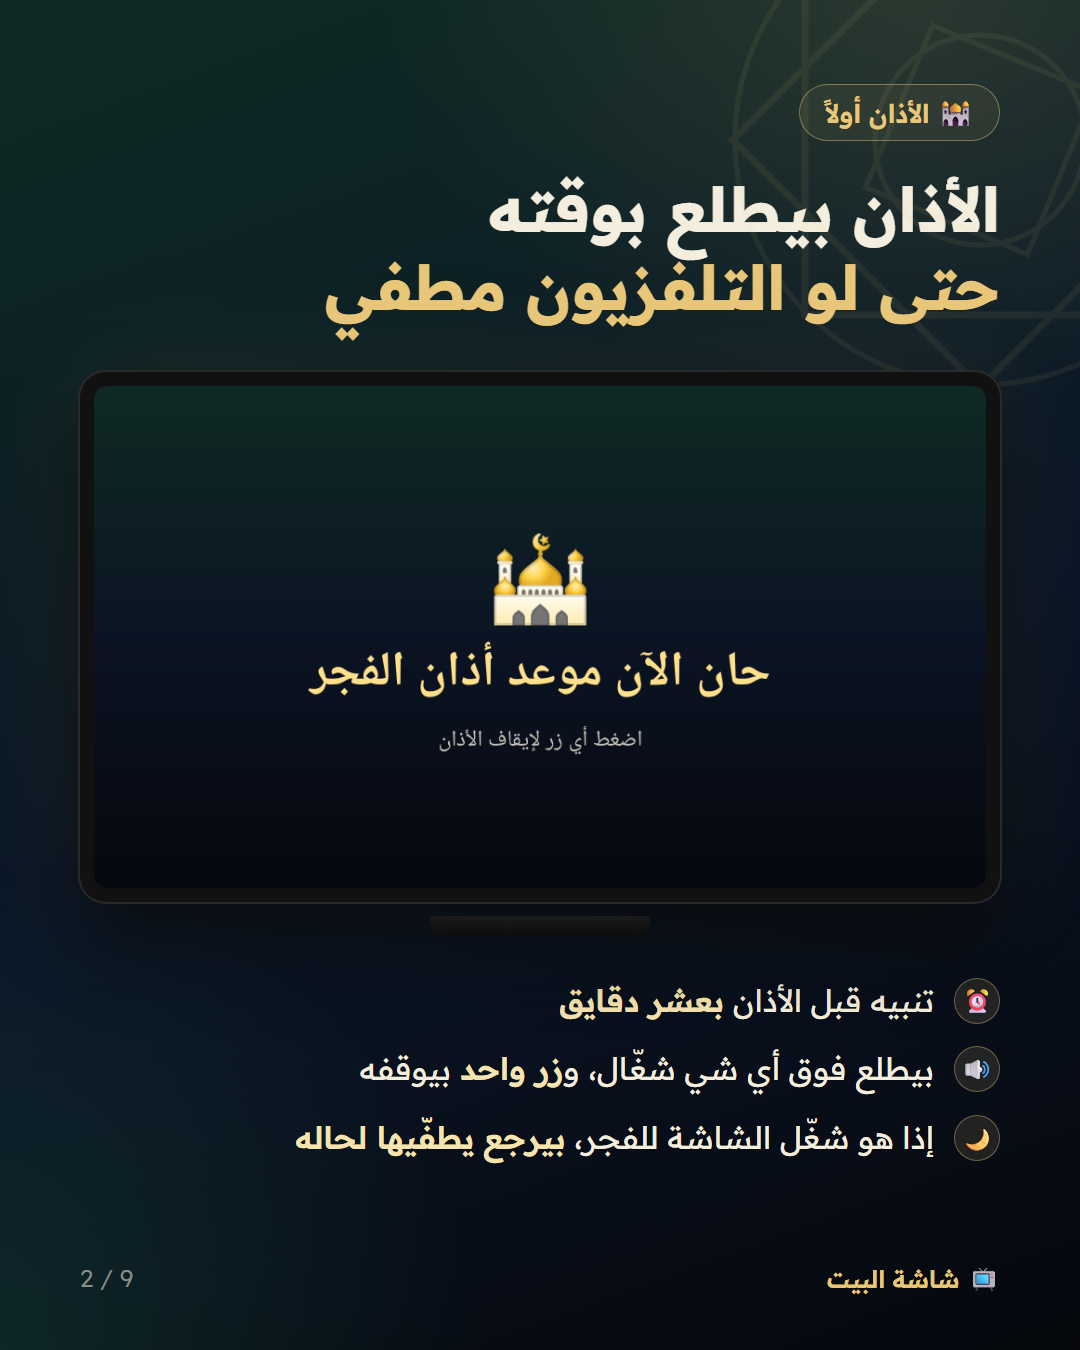 🕌 الأذان أولاً
الأذان بيطلع بوقته
حتى لو التلفزيون مطفي
حان الآن موعد أذان الفجر
اضغط أي زر لإيقاف الأذان
تنبيه قبل الأذان بعشر دقايق
بيطلع فوق أي شي شغّال، وزر واحد بيوقفه
إذا هو شغّل الشاشة للفجر، بيرجع يطفّيها لحاله
📺 شاشة البيت
2 / 9